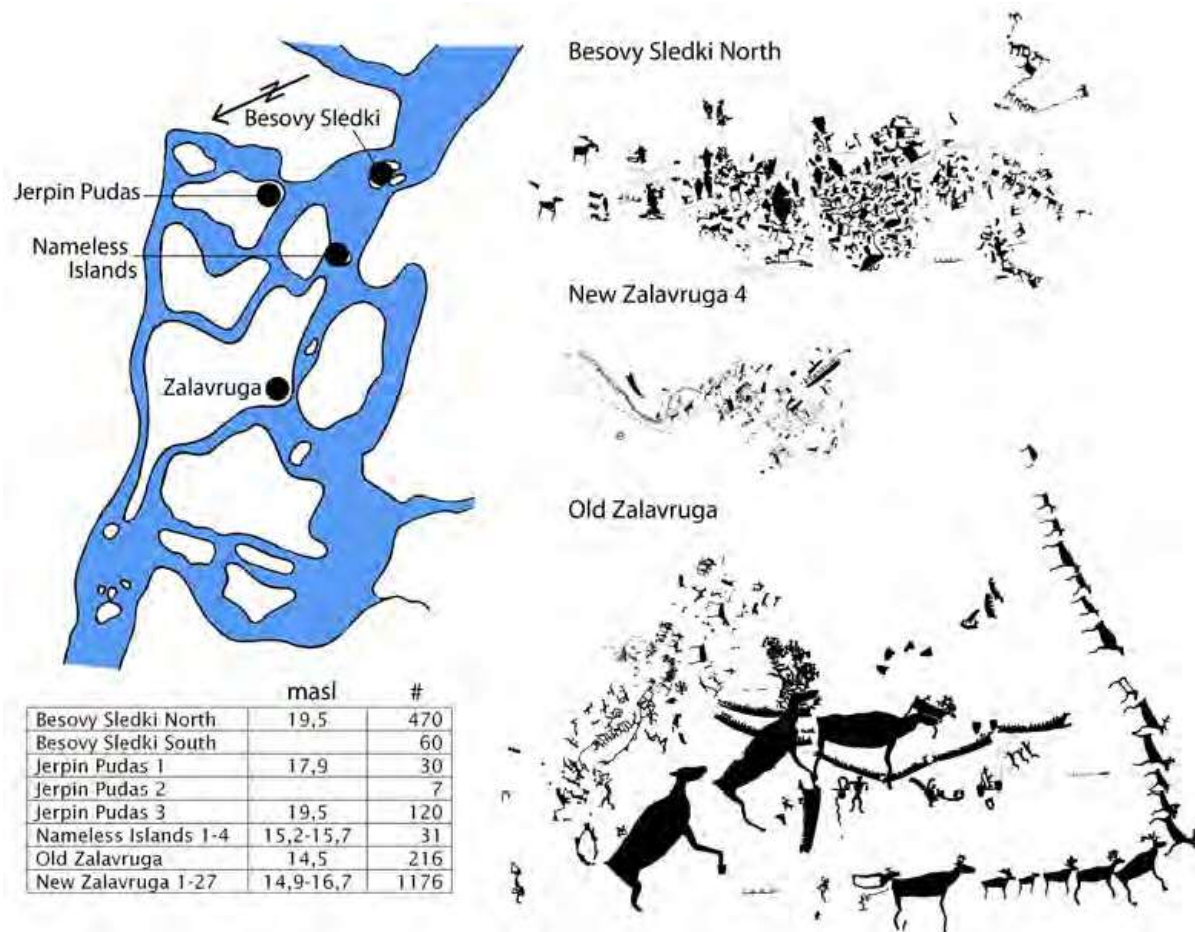 Besovy Sledki
Jerpin Pudas
Nameless
Islands
Zalavruga
N
masl #
Besovy Sledki North 19,5 470
Besovy Sledki South 60
Jerpin Pudas 1 17,9 30
Jerpin Pudas 2 7
Jerpin Pudas 3 19,5 120
Nameless Islands 1-4 15,2-15,7 31
Old Zalavruga 14,5 216
New Zalavruga 1-27 14,9-16,7 1176
Besovy Sledki North
New Zalavruga 4
Old Zalavruga